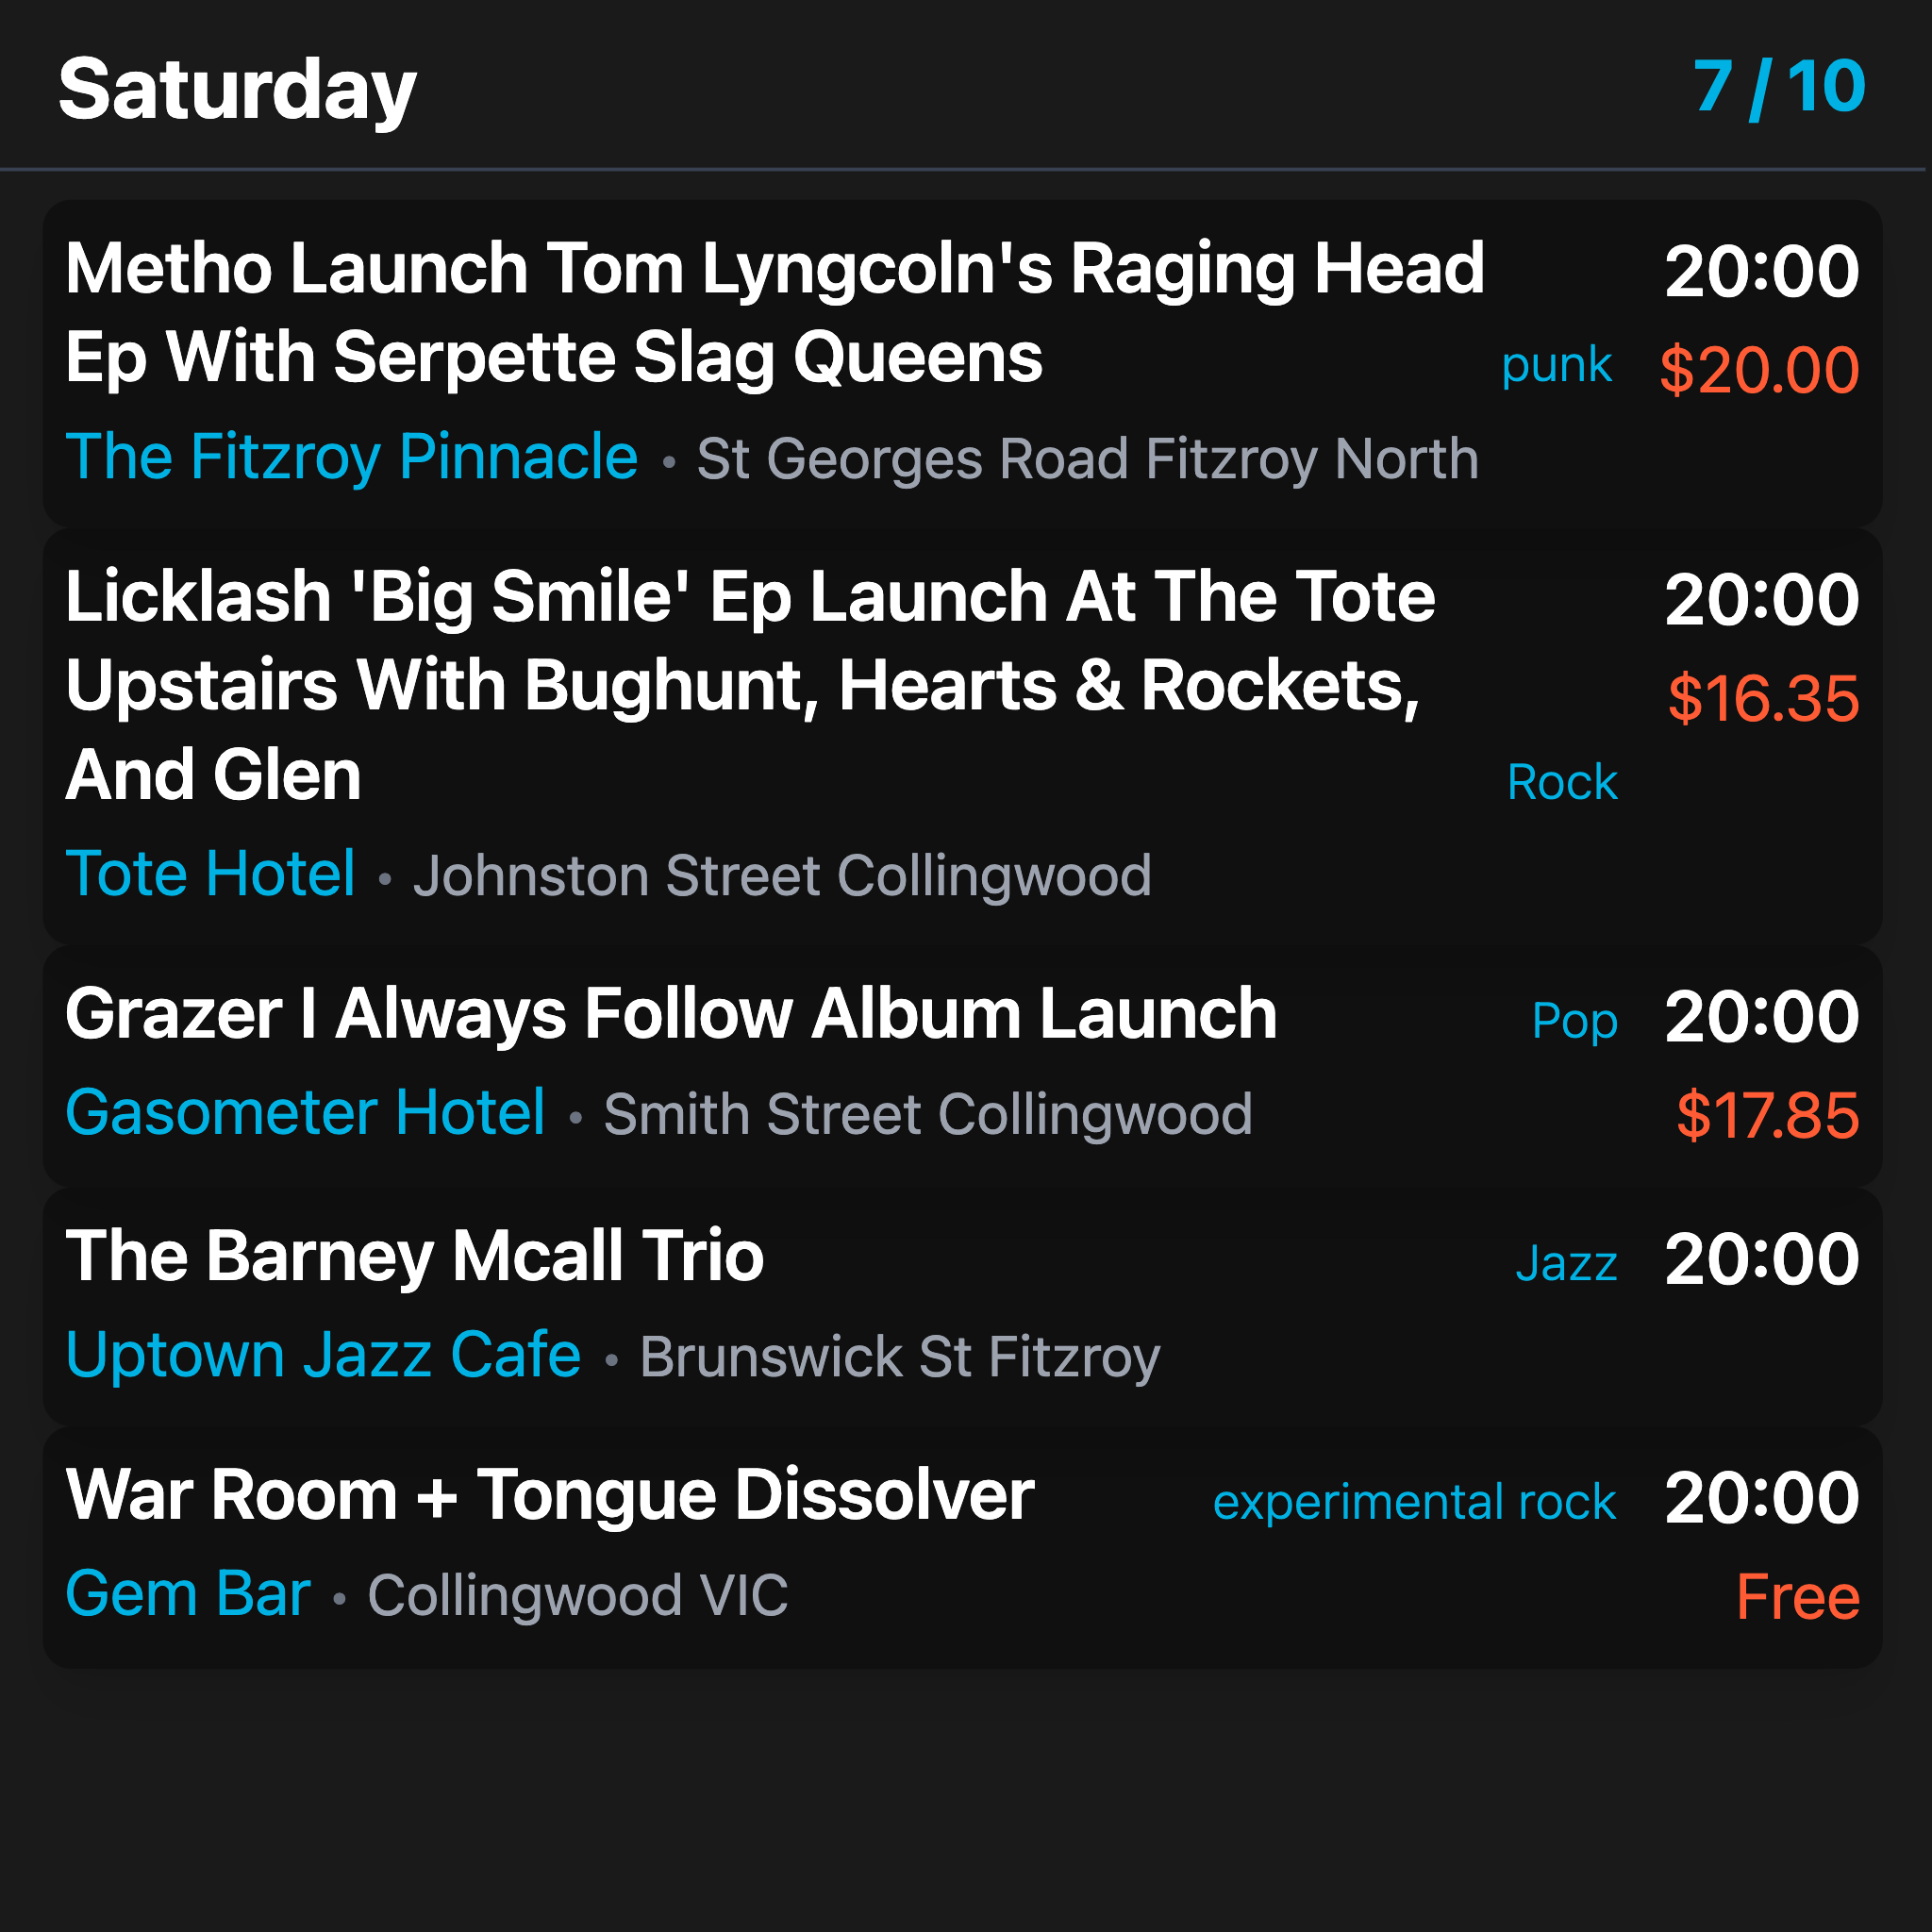 Saturday
7 / 10
Metho Launch Tom Lyngcoln's Raging Head
Ep With Serpette Slag Queens
punk
20:00
$20.00
The Fitzroy Pinnacle • St Georges Road Fitzroy North
Licklash 'Big Smile' Ep Launch At The Tote
Upstairs With Bughunt, Hearts & Rockets,
And Glen
Rock
20:00
$16.35
Tote Hotel • Johnston Street Collingwood
Grazer I Always Follow Album Launch
Pop
20:00
Gasometer Hotel • Smith Street Collingwood
$17.85
The Barney Mcall Trio
Jazz
20:00
Uptown Jazz Cafe • Brunswick St Fitzroy
War Room + Tongue Dissolver
experimental rock
20:00
Gem Bar • Collingwood VIC
Free